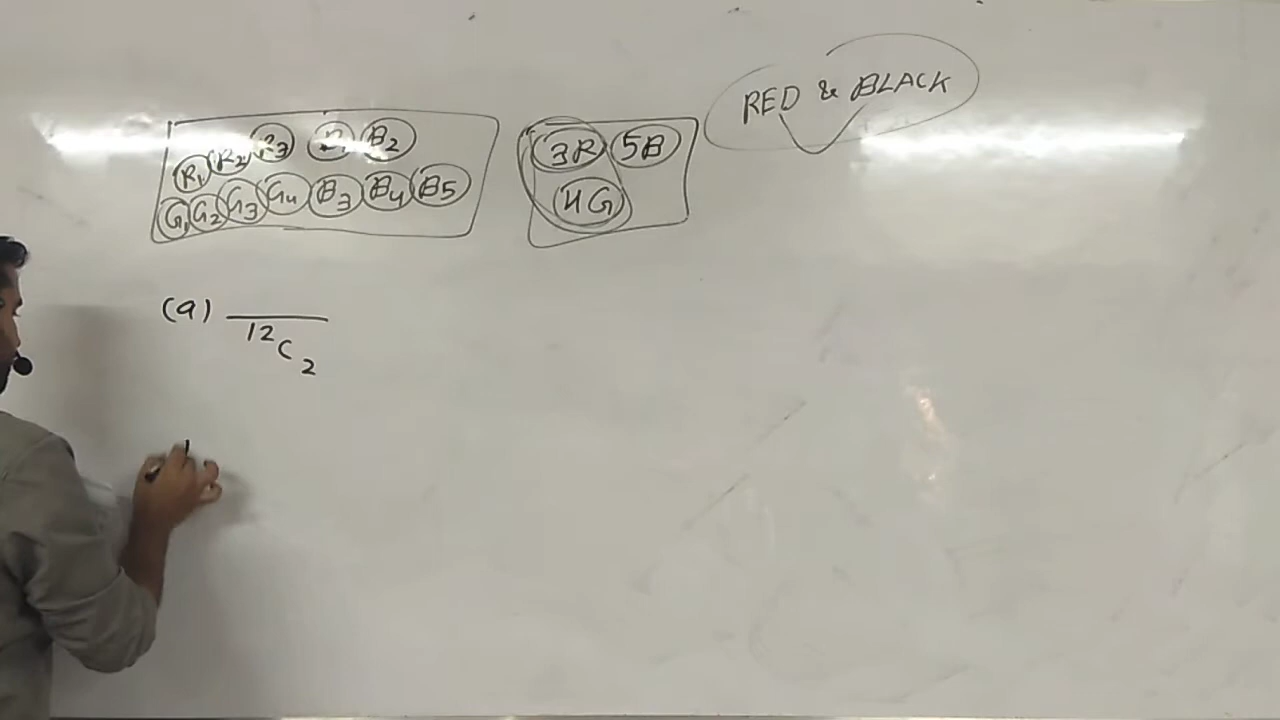 RED & BLACK
R3 B2
R1 R2
G1 G2 G3 G4 B3 B4 B5
3R 5B
4G
(a) 12C2